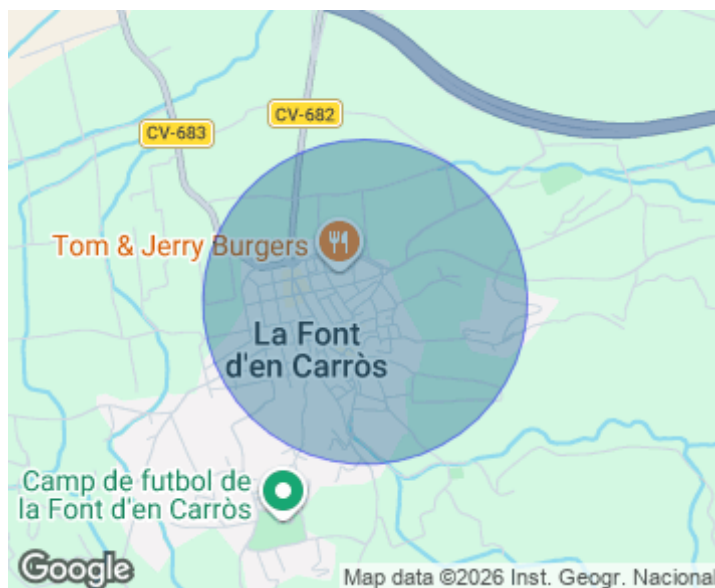 CV-682
CV-683
Tom & Jerry Burgers
La Font
d'en Carròs
Camp de futbol de
la Font d'en Carròs
Google
Map data ©2026 Inst. Geogr. Nacional